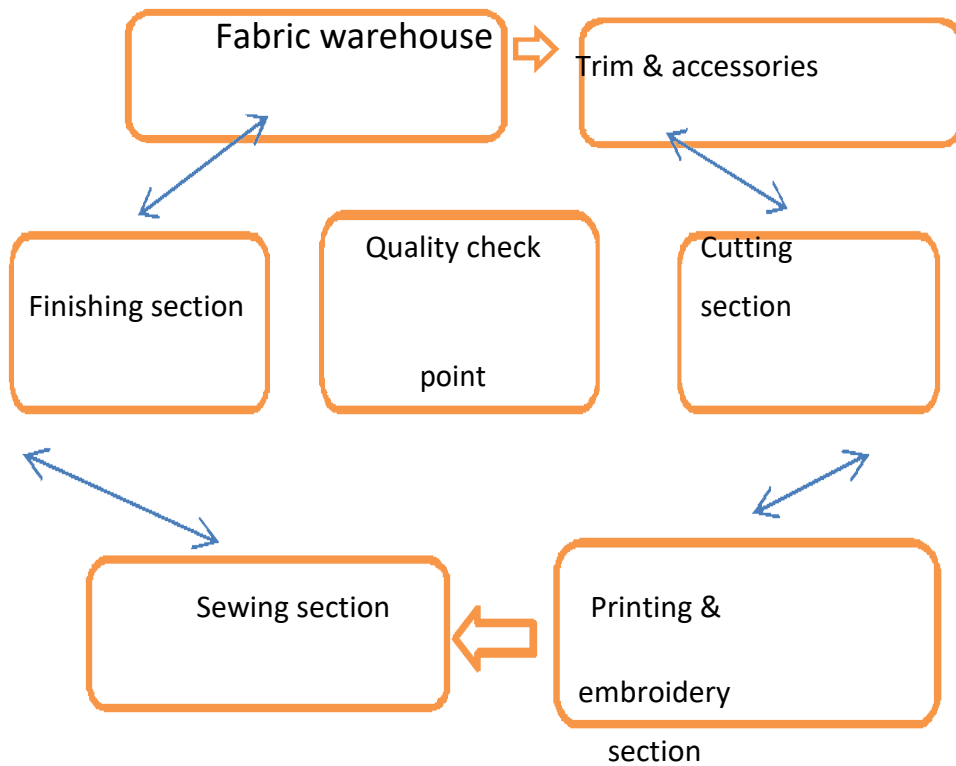 Fabric warehouse
Trim & accessories
Finishing section
Quality check
point
Cutting
section
Sewing section
Printing &
embroidery
section